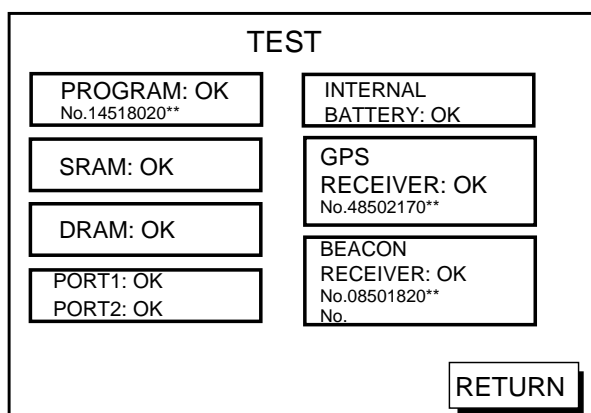 TEST
PROGRAM: OK
No.14518020**
SRAM: OK
DRAM: OK
PORT1: OK
PORT2: OK
INTERNAL
BATTERY: OK
GPS
RECEIVER: OK
No.48502170**
BEACON
RECEIVER: OK
No.08501820**
No.
RETURN